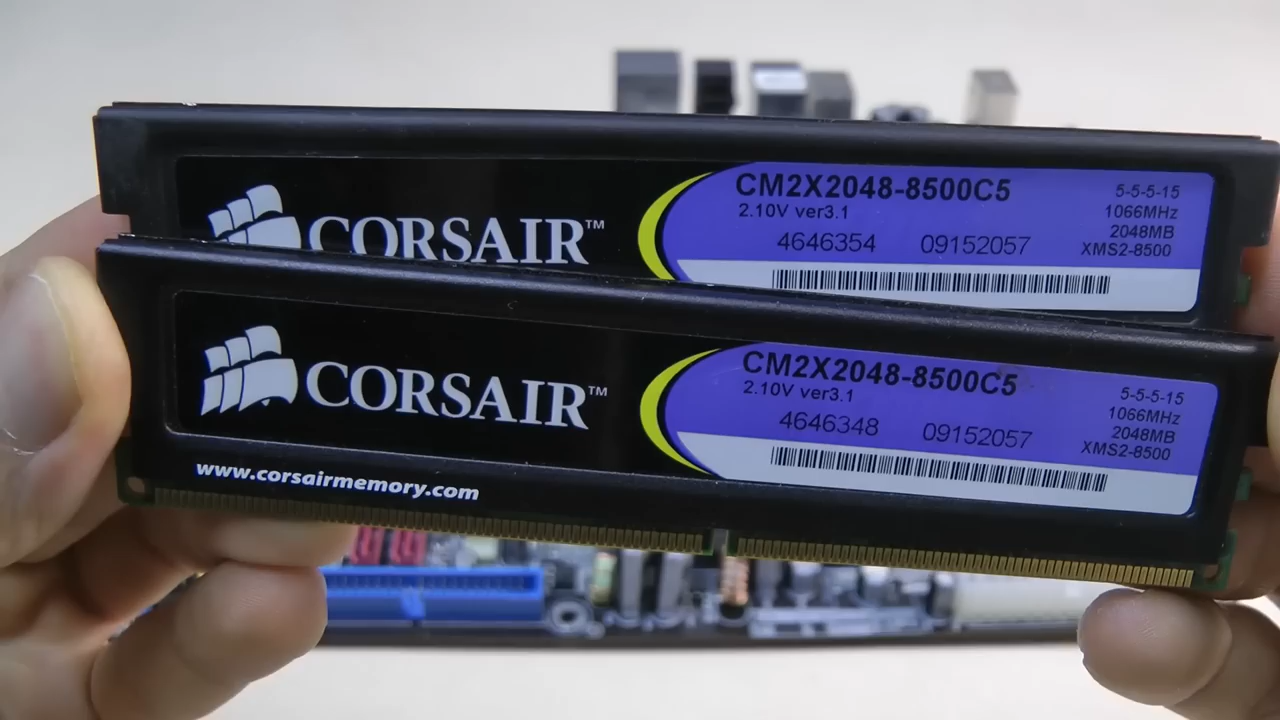 CORSAIR™
CM2X2048-8500C5
2.10V ver3.1
4646354 09152057
5-5-5-15
1066MHz
2048MB
XMS2-8500
CORSAIR™
www.corsairmemory.com
CM2X2048-8500C5
2.10V ver3.1
4646348 09152057
5-5-5-15
1066MHz
2048MB
XMS2-8500